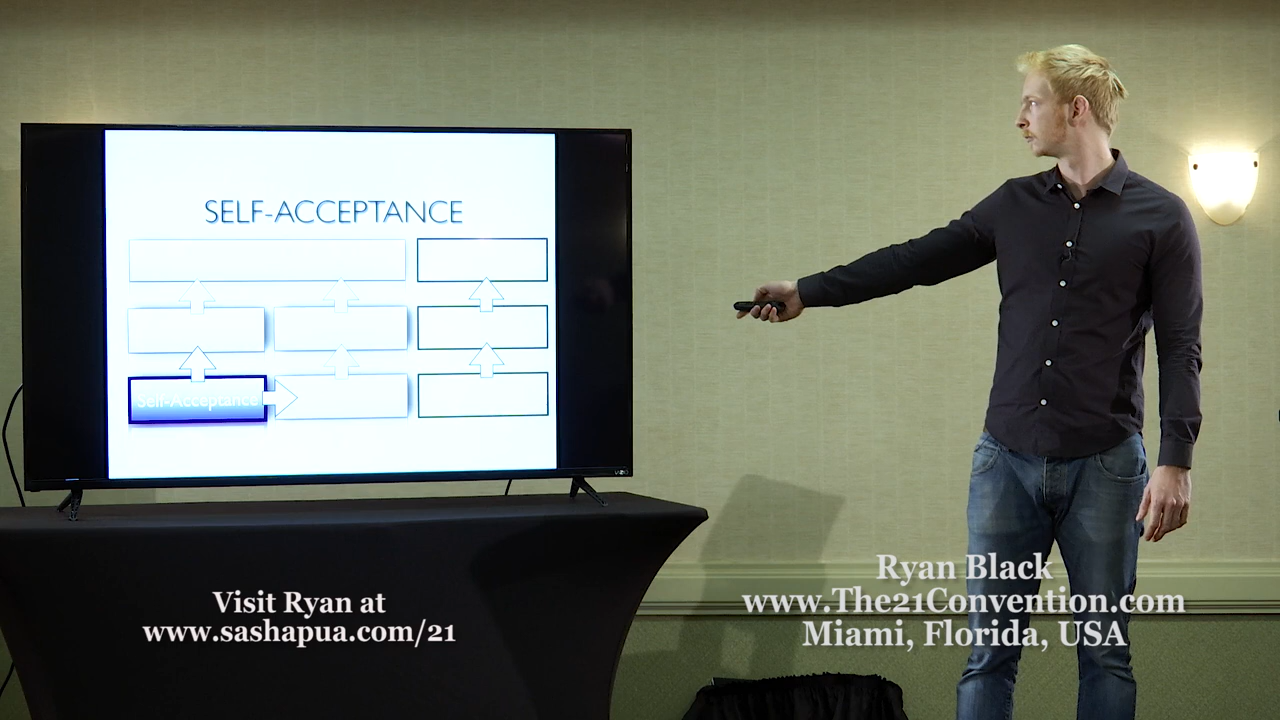 SELF-ACCEPTANCE
Self-Acceptance
VIZIO
Visit Ryan at
www.sashapua.com/21
Ryan Black
www.The21Convention.com
Miami, Florida, USA